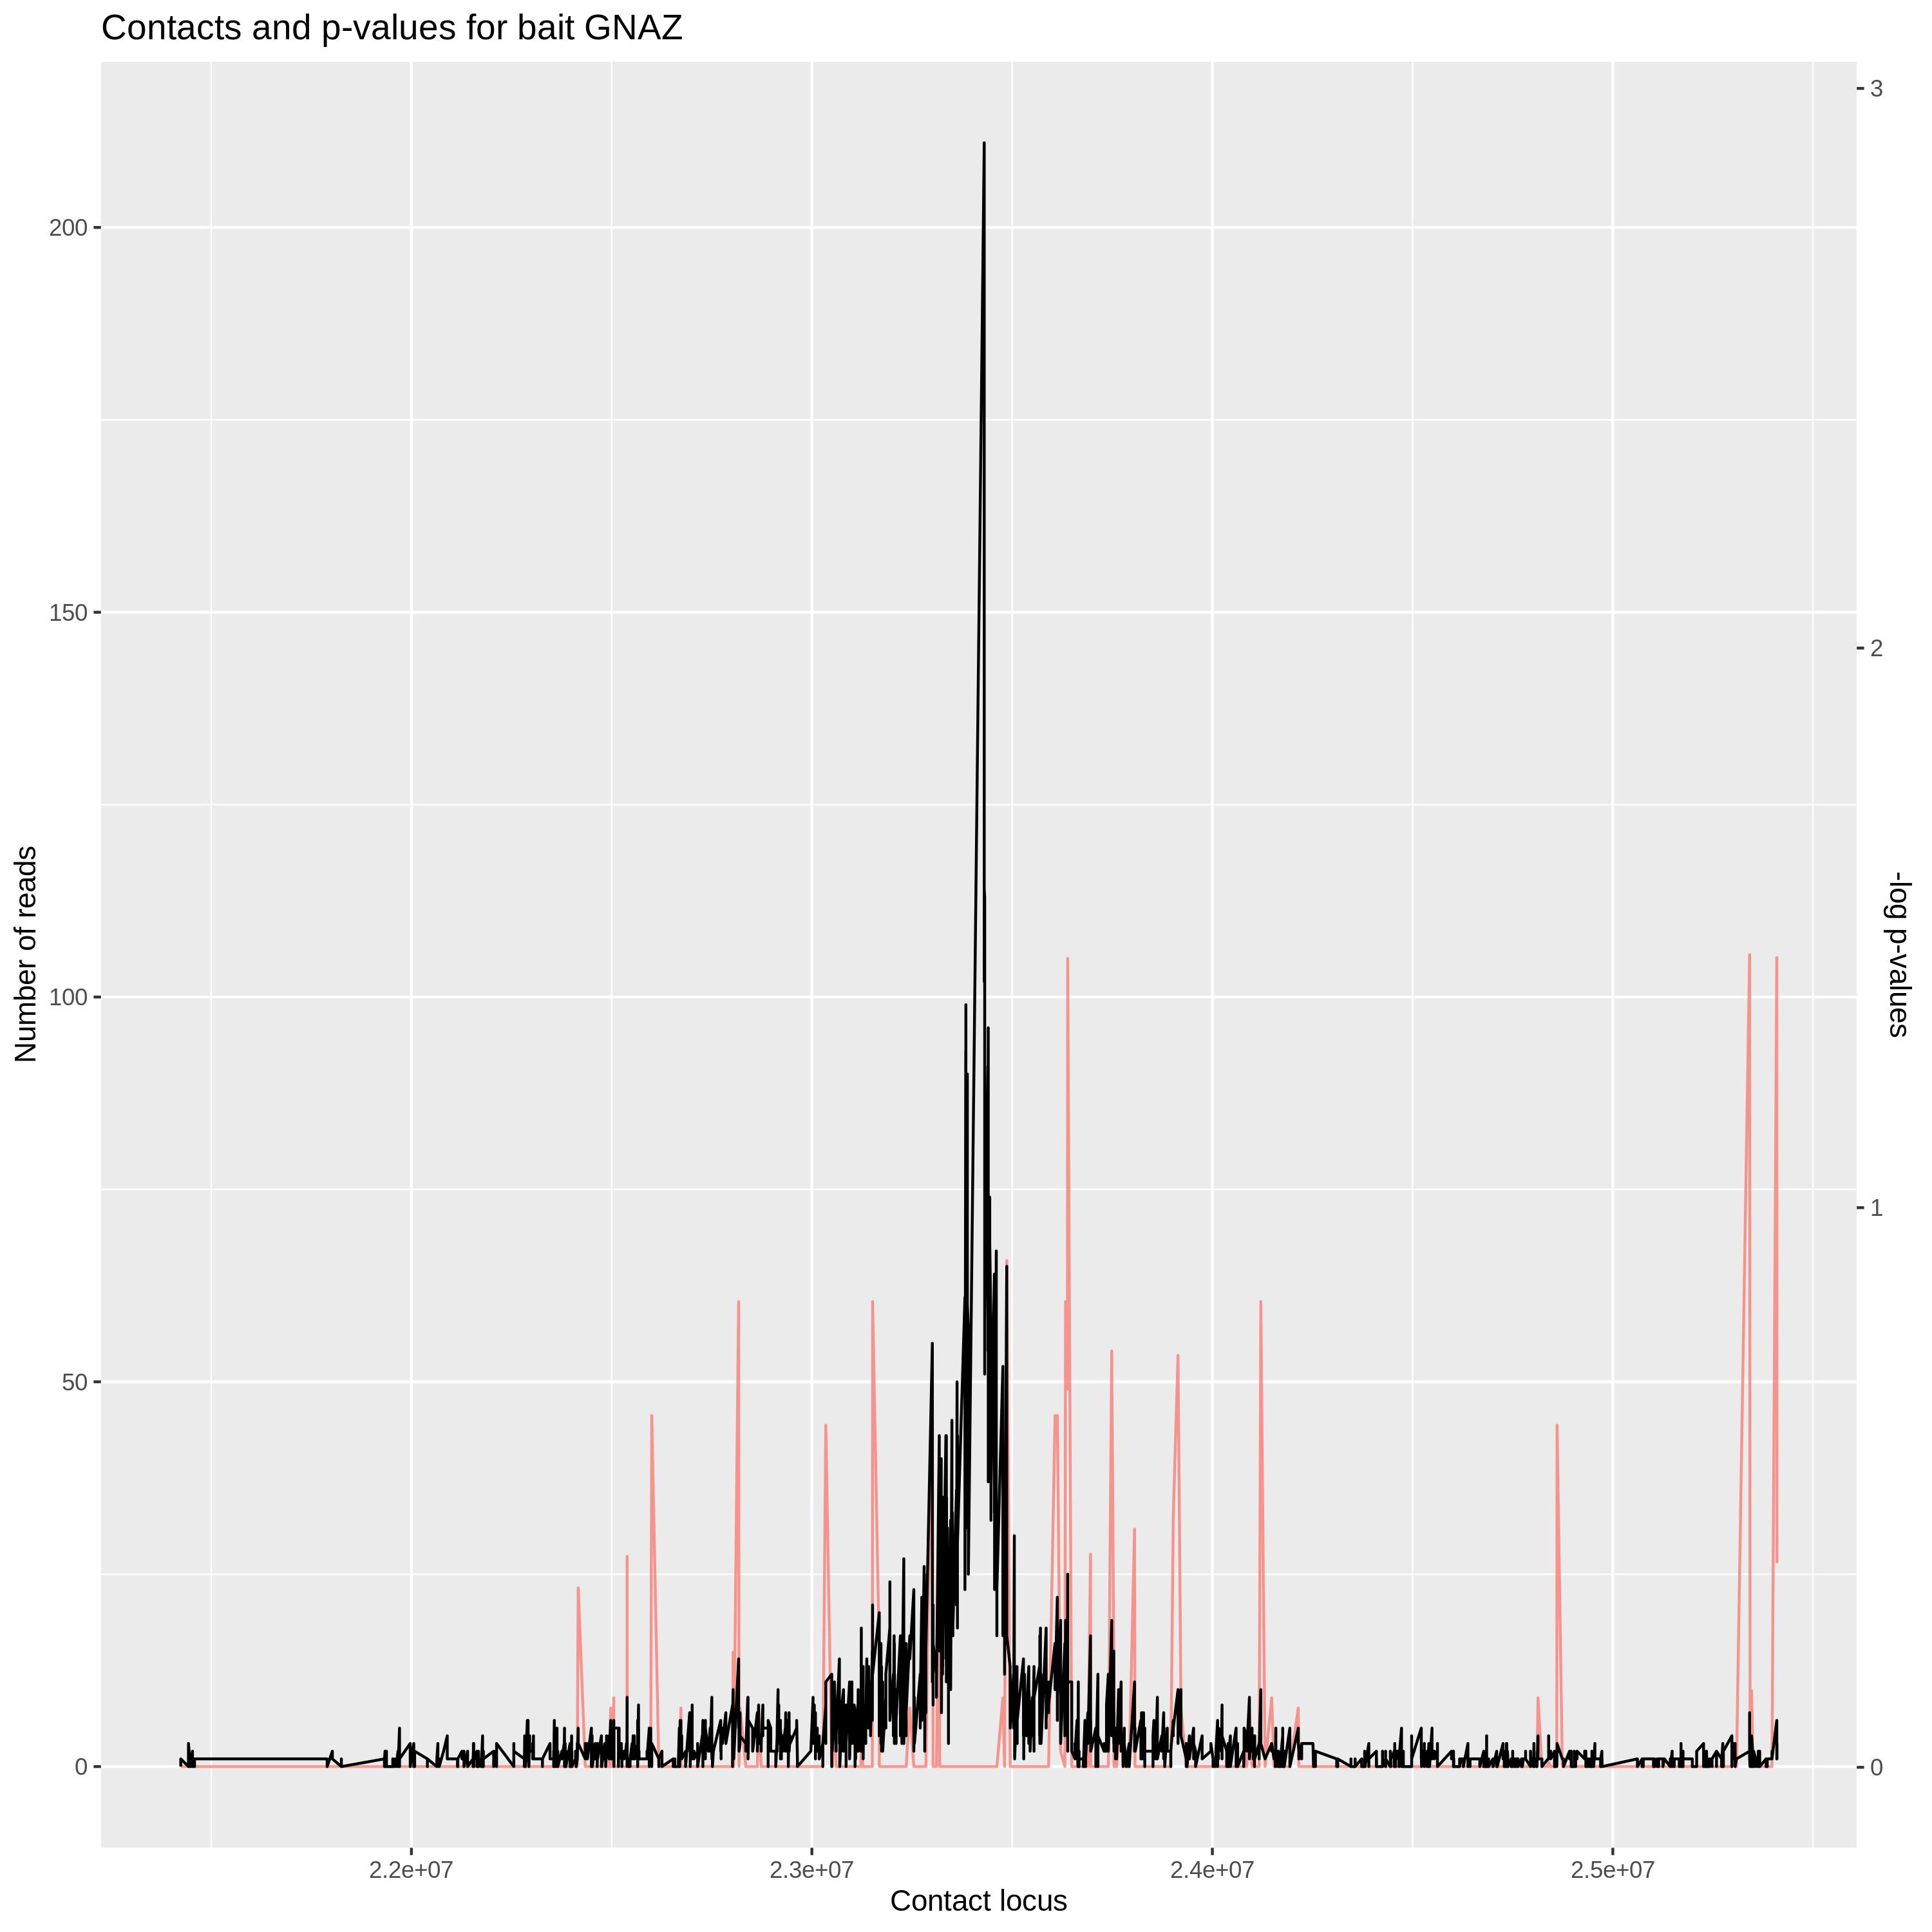 Contacts and p-values for bait GNAZ
Number of reads
200
150
100
50
0
3
2
1
0
-log p-values
2.2e+07
2.3e+07
2.4e+07
2.5e+07
Contact locus